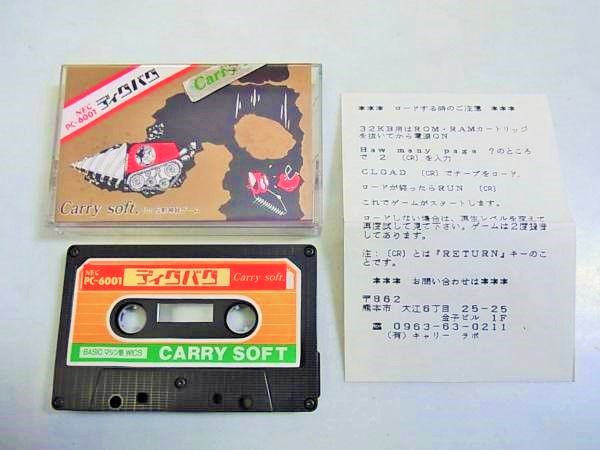 NEC
PC-6001
ディグバグ
Carry
Carry soft.
NEC
PC-6001
ディグバグ
Carry soft.
BASICマシン語 WICS
CARRY SOFT
*** ロードする時のご注意 ***
32KB用はROM・RAMカートリッジ
を抜いてから電源ON
Haw many page ?のところ
で 2 (CR) を入力
CLOAD (CR) でテープをロード.
ロードが終ったらRUN (CR)
これでゲームがスタートします.
ロードしない場合は,再生レベルを変えて
再度試して見て下さい。ゲームは2度録音
してあります.
注:(CR)とは『RETURN』キーのこ
とです.
*** お問い合わせは***
〒862
熊本市 大江6丁目 25-25
金子ビル 1F
☎ 0963-63-0211
(有) キャリー ラボ